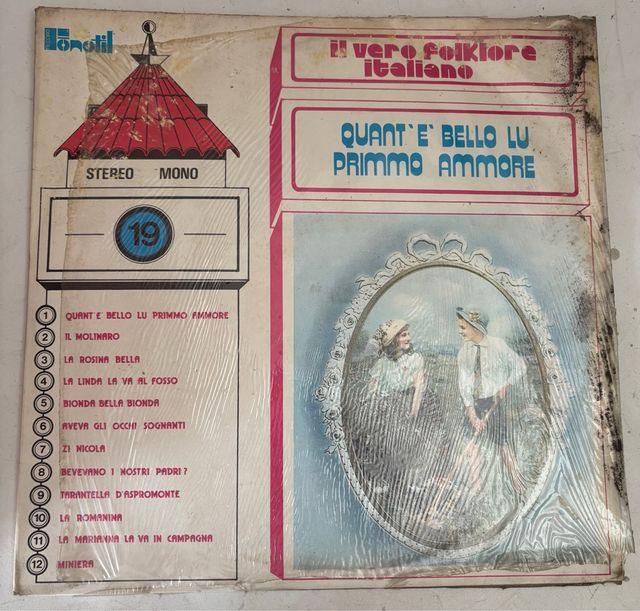 Fonotil
il vero folklore
italiano
QUANT'E' BELLO LU
PRIMMO AMMORE
STEREO MONO
19
1 QUANT'E' BELLO LU PRIMMO AMMORE
2 IL MOLINARO
3 LA ROSINA BELLA
4 LA LINDA LA VA AL FOSSO
5 BIONDA BELLA BIONDA
6 AVEVA GLI OCCHI SOGNANTI
7 ZI NICOLA
8 BEVEVANO I NOSTRI PADRI?
9 TARANTELLA D'ASPROMONTE
10 LA ROMANINA
11 LA MARIANNA LA VA IN CAMPAGNA
12 MINIERA